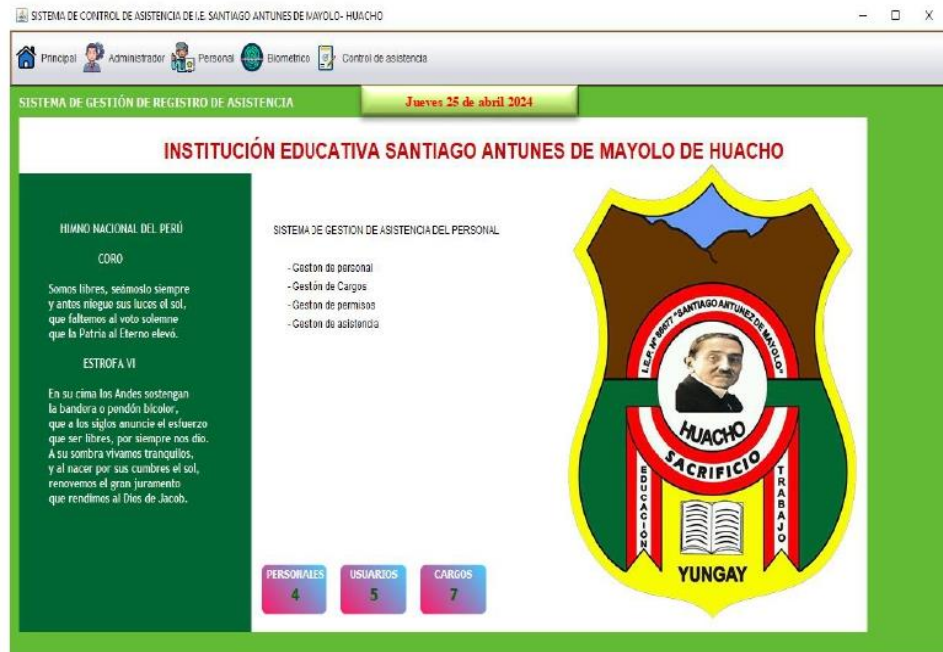 SISTEMA DE CONTROL DE ASISTENCIA DE I.E. SANTIAGO ANTUNES DE MAYOLO- HUACHO
Principal Administrador Personal Biometrico Control de asistencia
SISTEMA DE GESTIÓN DE REGISTRO DE ASISTENCIA
Jueves 25 de abril 2024
INSTITUCIÓN EDUCATIVA SANTIAGO ANTUNES DE MAYOLO DE HUACHO
HIMNO NACIONAL DEL PERÚ
CORO
Somos libres, seámoslo siempre
y antes niegue sus luces el sol,
que faltemos al voto solemne
que la Patria al Eterno elevó.
ESTROFA VI
En su cima los Andes sostengan
la bandera o pendón bicolor,
que a los siglos anuncie el esfuerzo
que ser libres, por siempre nos dio.
A su sombra vivamos tranquilos,
y al nacer por sus cumbres el sol,
renovemos el gran juramento
que rendimos al Dios de Jacob.
SISTEMA DE GESTION DE ASISTENCIA DEL PERSONAL
- Geston de personal
- Gestión de Cargos
- Geston de permisos
- Geston de asistencia
PERSONALES
4
USUARIOS
5
CARGOS
7
I.E.P. Nº 86677 "SANTIAGO ANTUNEZ DE MAYOLO"
HUACHO
SACRIFICIO
EDUCACIÓN
TRABAJO
YUNGAY